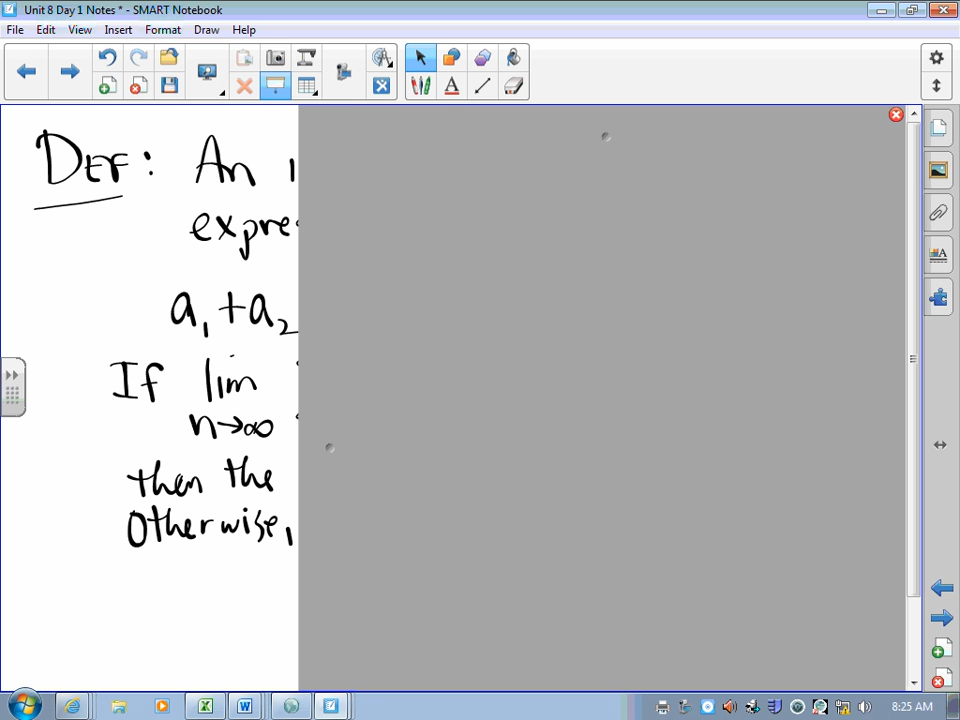 Unit 8 Day 1 Notes * - SMART Notebook
File Edit View Insert Format Draw Help
DEF: An
expre
a₁ + a₂
If lim
n→∞
then the
Otherwise,
8:25 AM